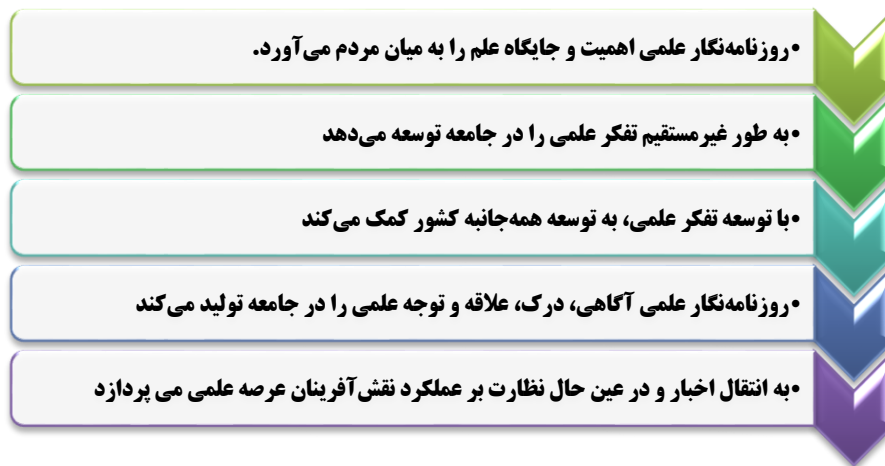 •روزنامه‌نگار علمی اهمیت و جایگاه علم را به میان مردم می‌آورد.
•به طور غیرمستقیم تفکر علمی را در جامعه توسعه می‌دهد
•با توسعه تفکر علمی، به توسعه همه‌جانبه کشور کمک می‌کند
•روزنامه‌نگار علمی آگاهی، درک، علاقه و توجه علمی را در جامعه تولید می‌کند
•به انتقال اخبار و در عین حال نظارت بر عملکرد نقش‌آفرینان عرصه علمی می پردازد